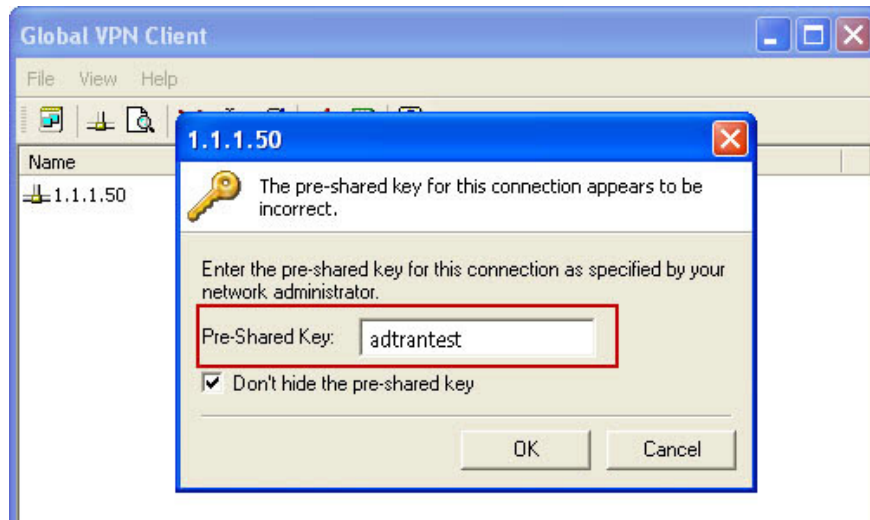 Global VPN Client
File View Help
1.1.1.50
Name
The pre-shared key for this connection appears to be
incorrect.
1.1.1.50
Enter the pre-shared key for this connection as specified by your
network administrator.
Pre-Shared Key: adtrantest
Don't hide the pre-shared key
OK Cancel